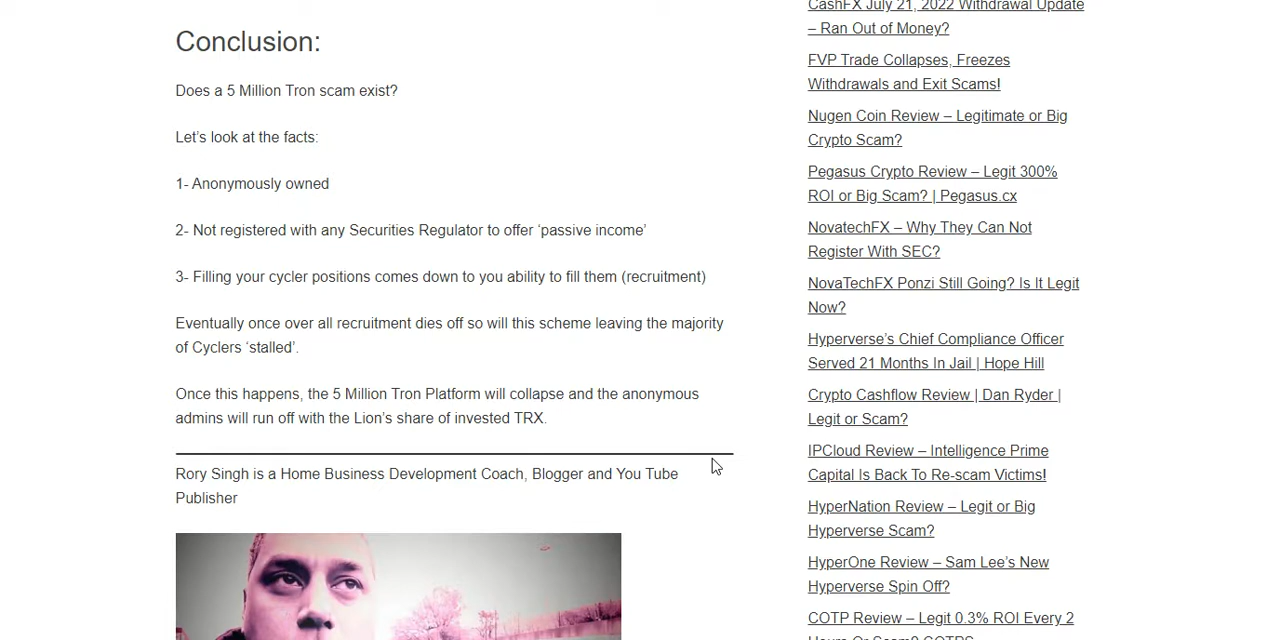 Conclusion:
Does a 5 Million Tron scam exist?
Let’s look at the facts:
1- Anonymously owned
2- Not registered with any Securities Regulator to offer ‘passive income’
3- Filling your cycler positions comes down to you ability to fill them (recruitment)
Eventually once over all recruitment dies off so will this scheme leaving the majority
of Cyclers ‘stalled’.
Once this happens, the 5 Million Tron Platform will collapse and the anonymous
admins will run off with the Lion’s share of invested TRX.
Rory Singh is a Home Business Development Coach, Blogger and You Tube
Publisher
CashFX July 21, 2022 Withdrawal Update
– Ran Out of Money?
FVP Trade Collapses, Freezes
Withdrawals and Exit Scams!
Nugen Coin Review – Legitimate or Big
Crypto Scam?
Pegasus Crypto Review – Legit 300%
ROI or Big Scam? | Pegasus.cx
NovatechFX – Why They Can Not
Register With SEC?
NovaTechFX Ponzi Still Going? Is It Legit
Now?
Hyperverse’s Chief Compliance Officer
Served 21 Months In Jail | Hope Hill
Crypto Cashflow Review | Dan Ryder |
Legit or Scam?
IPCloud Review – Intelligence Prime
Capital Is Back To Re-scam Victims!
HyperNation Review – Legit or Big
Hyperverse Scam?
HyperOne Review – Sam Lee’s New
Hyperverse Spin Off?
COTP Review – Legit 0.3% ROI Every 2